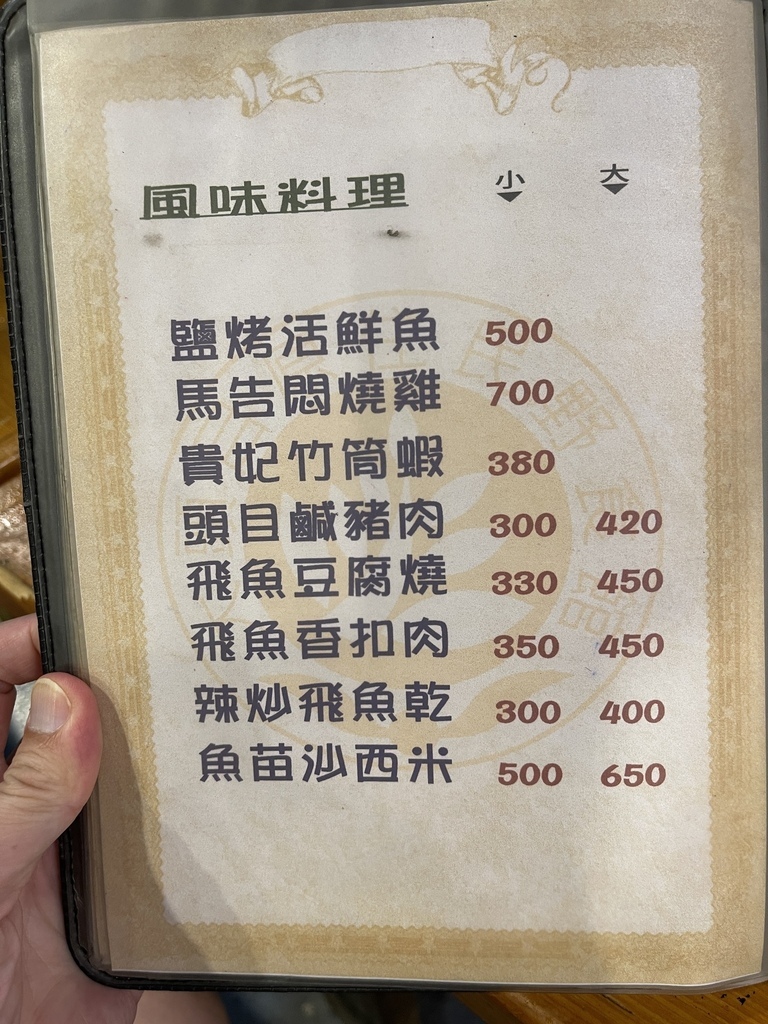 風味料理 小 大
鹽烤活鮮魚 500
馬告悶燒雞 700
貴妃竹筒蝦 380
頭目鹹豬肉 300 420
飛魚豆腐燒 330 450
飛魚香扣肉 350 450
辣炒飛魚乾 300 400
魚苗沙西米 500 650